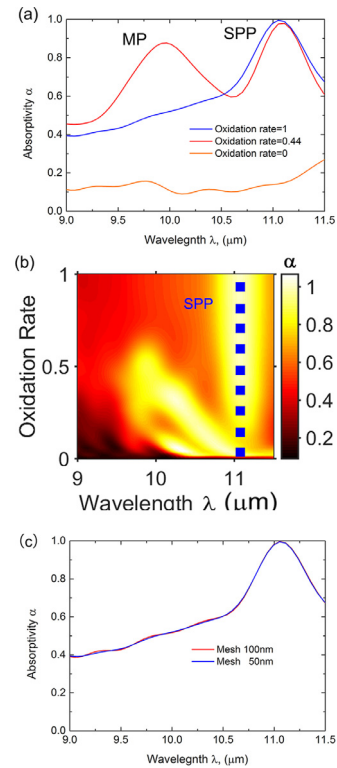 (a)
MP
SPP
Absorptivity α
1.0
0.8
0.6
0.4
0.2
0.0
Oxidation rate=1
Oxidation rate=0.44
Oxidation rate=0
9.0 9.5 10.0 10.5 11.0 11.5
Wavelegnth λ, (μm)
(b)
α
SPP
Oxidation Rate
1
0.5
0
1
0.8
0.6
0.4
0.2
9 10 11
Wavelength λ (μm)
(c)
Absorptivity α
1.0
0.8
0.6
0.4
0.2
0.0
Mesh 100nm
Mesh 50nm
9.0 9.5 10.0 10.5 11.0 11.5
Wavelegnth λ, (μm)